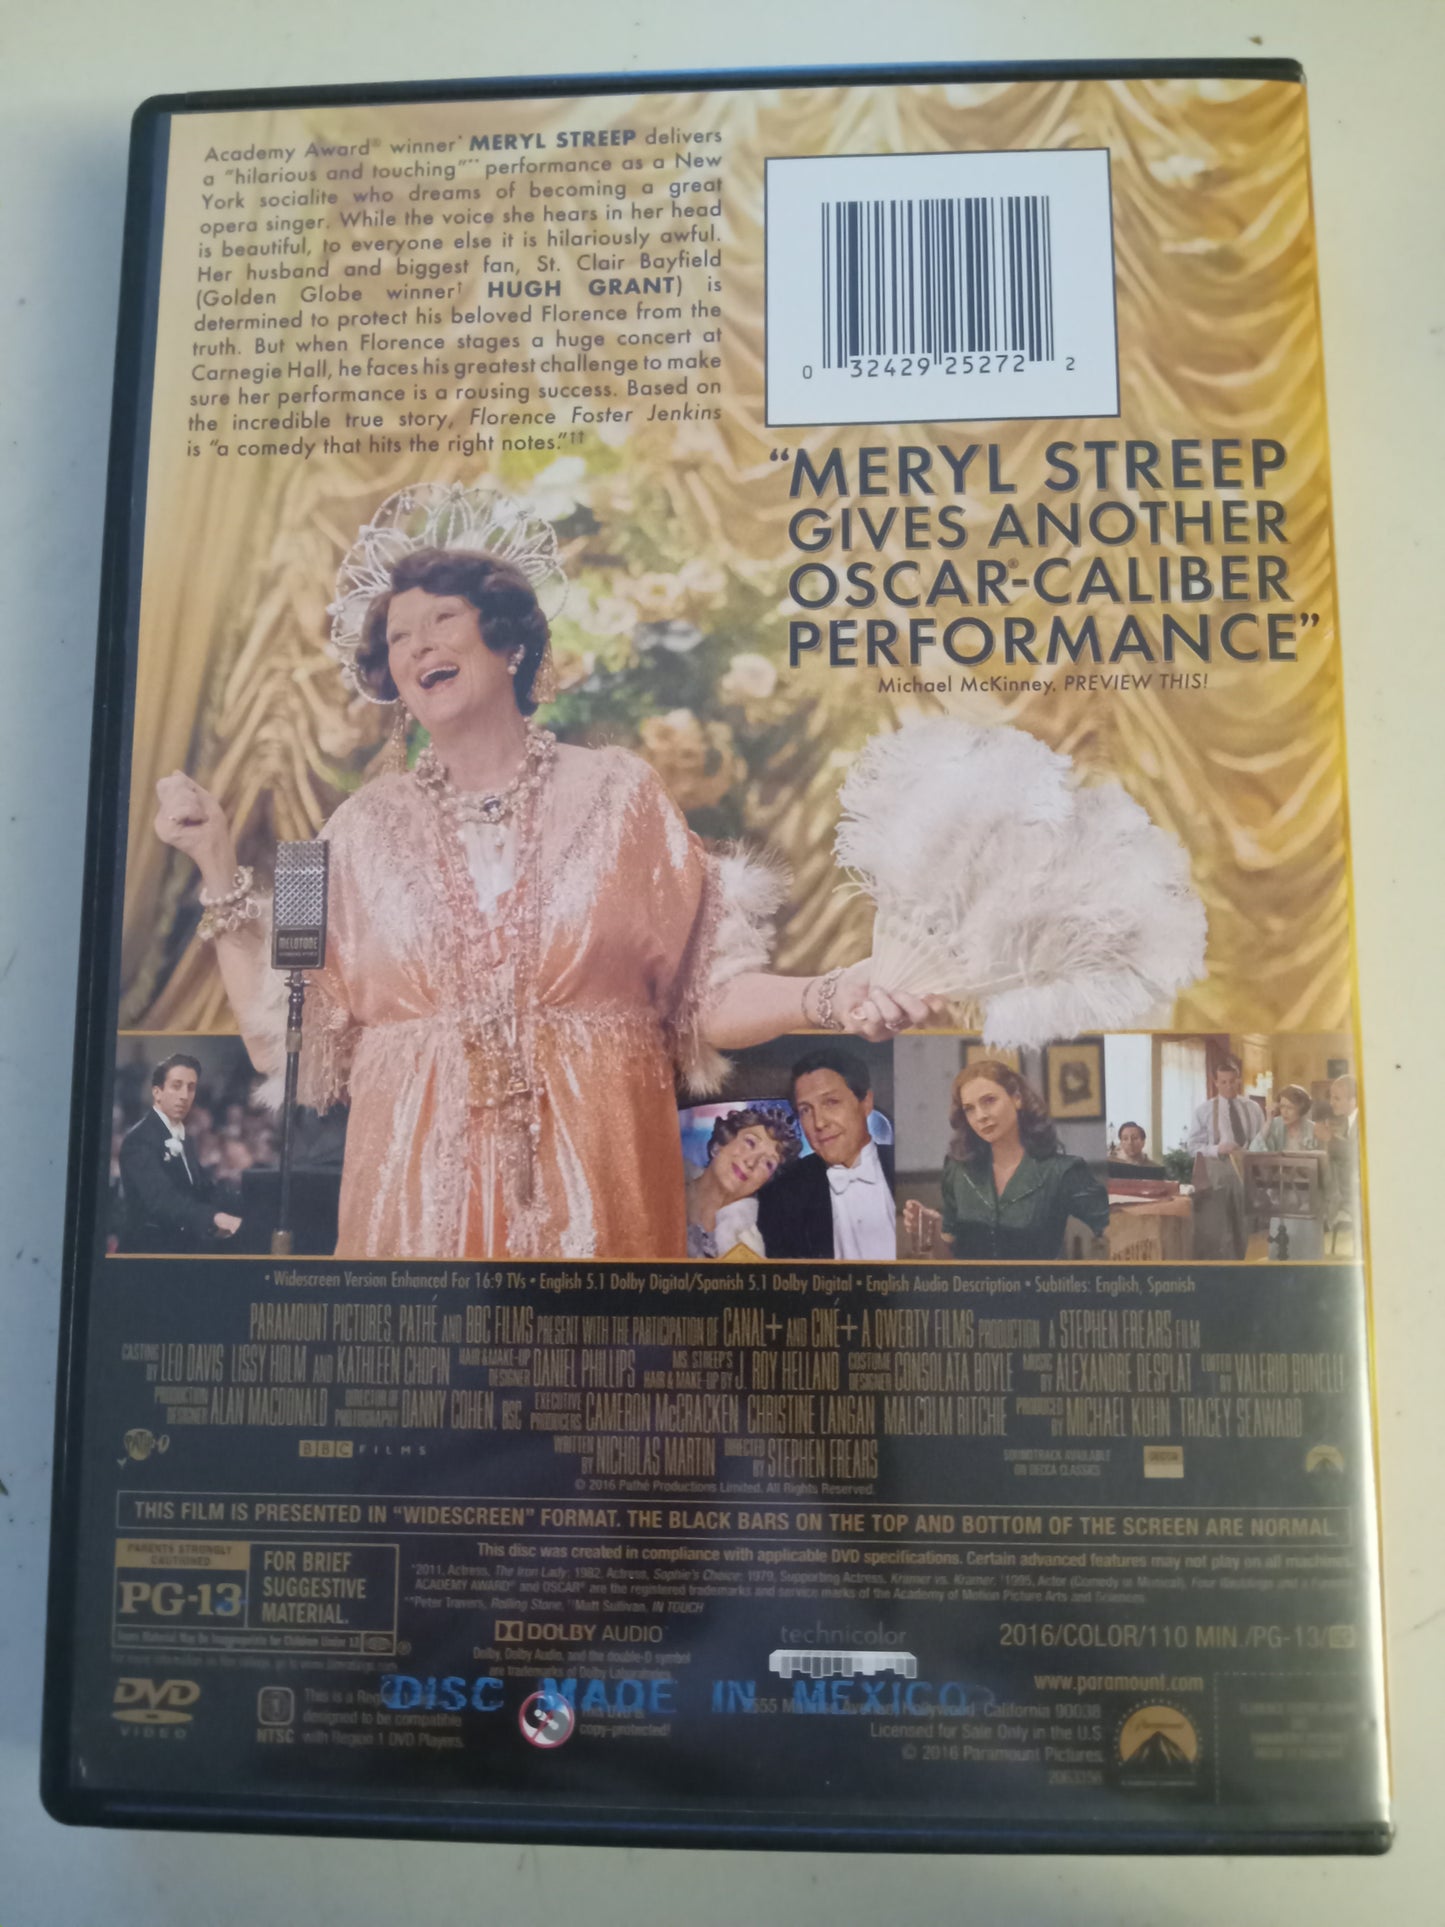 Academy Award® winner* MERYL STREEP delivers
a "hilarious and touching"** performance as a New
York socialite who dreams of becoming a great
opera singer. While the voice she hears in her head
is beautiful, to everyone else it is hilariously awful.
Her husband and biggest fan, St. Clair Bayfield
(Golden Globe winner† HUGH GRANT) is
determined to protect his beloved Florence from the
truth. But when Florence stages a huge concert at
Carnegie Hall, he faces his greatest challenge to make
sure her performance is a rousing success. Based on
the incredible true story, Florence Foster Jenkins
is "a comedy that hits the right notes."††
0 32429 25272 2
"MERYL STREEP
GIVES ANOTHER
OSCAR®-CALIBER
PERFORMANCE"
Michael McKinney, PREVIEW THIS!
MELOTONE
• Widescreen Version Enhanced For 16:9 TVs • English 5.1 Dolby Digital/Spanish 5.1 Dolby Digital • English Audio Description • Subtitles: English, Spanish
PARAMOUNT PICTURES, PATHÉ AND BBC FILMS PRESENT WITH THE PARTICIPATION OF CANAL+ AND CINÉ+ A QWERTY FILMS PRODUCTION A STEPHEN FREARS FILM
CASTING BY LEO DAVIS LISSY HOLM AND KATHLEEN CHOPIN HAIR & MAKE-UP DESIGNER DANIEL PHILLIPS MS. STREEP'S HAIR & MAKE-UP BY J. ROY HELLAND COSTUME DESIGNER CONSOLATA BOYLE MUSIC BY ALEXANDRE DESPLAT EDITED BY VALERIO BONELLI
PRODUCTION DESIGNER ALAN MACDONALD DIRECTOR OF PHOTOGRAPHY DANNY COHEN, BSC EXECUTIVE PRODUCERS CAMERON McCRACKEN CHRISTINE LANGAN MALCOLM RITCHIE PRODUCED BY MICHAEL KUHN TRACEY SEAWARD
WRITTEN BY NICHOLAS MARTIN DIRECTED BY STEPHEN FREARS
PATHÉ
BBC FILMS
SOUNDTRACK AVAILABLE
ON DECCA CLASSICS
DECCA
© 2016 Pathé Productions Limited. All Rights Reserved.
THIS FILM IS PRESENTED IN "WIDESCREEN" FORMAT. THE BLACK BARS ON THE TOP AND BOTTOM OF THE SCREEN ARE NORMAL.
PARENTS STRONGLY CAUTIONED
PG-13
FOR BRIEF
SUGGESTIVE
MATERIAL.
Some Material May Be Inappropriate for Children Under 13
This disc was created in compliance with applicable DVD specifications. Certain advanced features may not play on all machines.
*2011, Actress, The Iron Lady; 1982, Actress, Sophie's Choice; 1979, Supporting Actress, Kramer vs. Kramer. †1995, Actor (Comedy or Musical), Four Weddings and a
ACADEMY AWARD® and OSCAR® are the registered trademarks and service marks of the Academy of Motion Picture Arts and Sciences.
**Peter Travers, Rolling Stone, ††Matt Sullivan, IN TOUCH
DOLBY AUDIO
Dolby, Dolby Audio, and the double-D symbol
are trademarks of Dolby Laboratories.
technicolor
2016/COLOR/110 MIN./PG-13/
www.paramount.com
DISC MADE IN MEXICO
DVD
VIDEO
1
NTSC
This is a Reg
designed to be compatible
with Region 1 DVD Players.
This DVD is
copy-protected!
5555 Melrose Avenue, Hollywood, California 90038
Licensed for Sale Only in the U.S
© 2016 Paramount Pictures.
Paramount